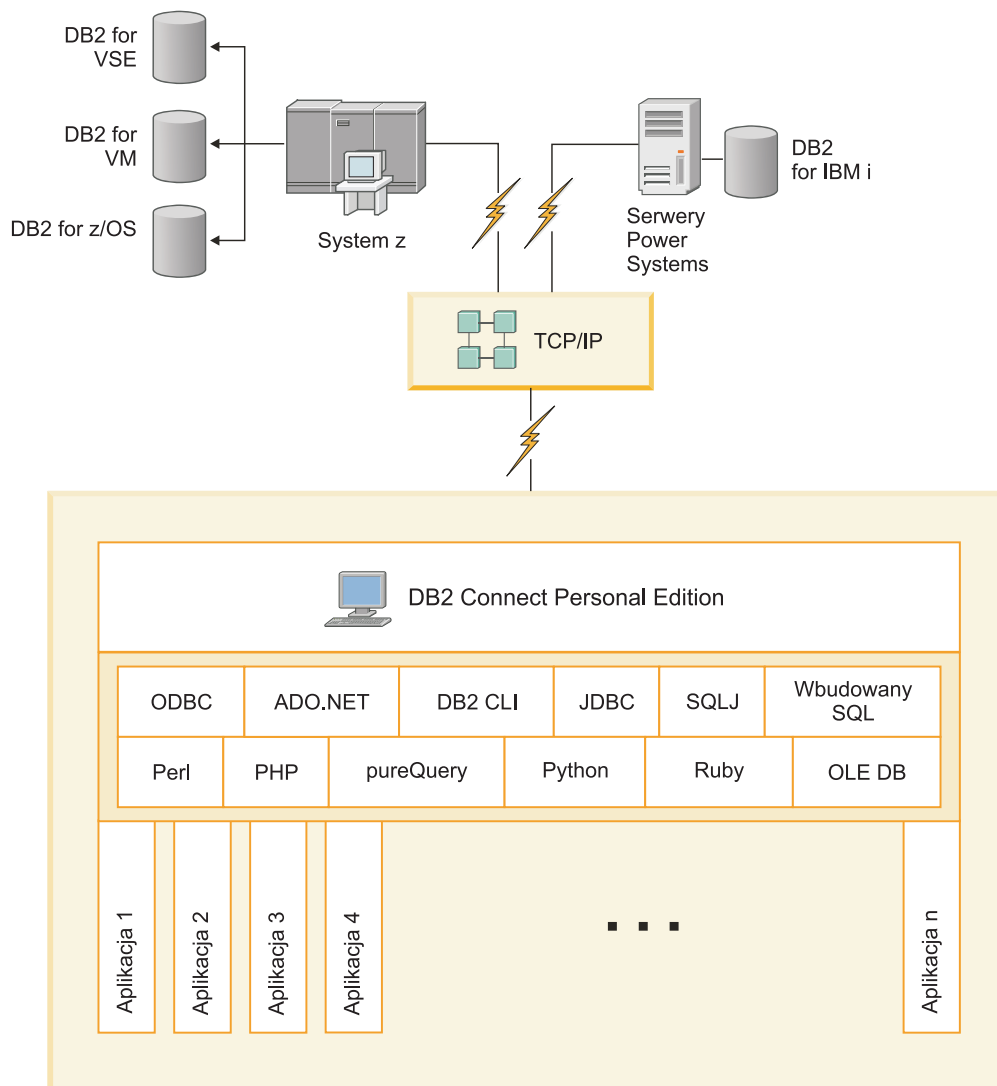 DB2 for
VSE
DB2 for
VM
DB2 for z/OS
System z
Serwery
Power
Systems
DB2
for IBM i
TCP/IP
DB2 Connect Personal Edition
ODBC
ADO.NET
DB2 CLI
JDBC
SQLJ
Wbudowany
SQL
Perl
PHP
pureQuery
Python
Ruby
OLE DB
Aplikacja 1
Aplikacja 2
Aplikacja 3
Aplikacja 4
. . .
Aplikacja n